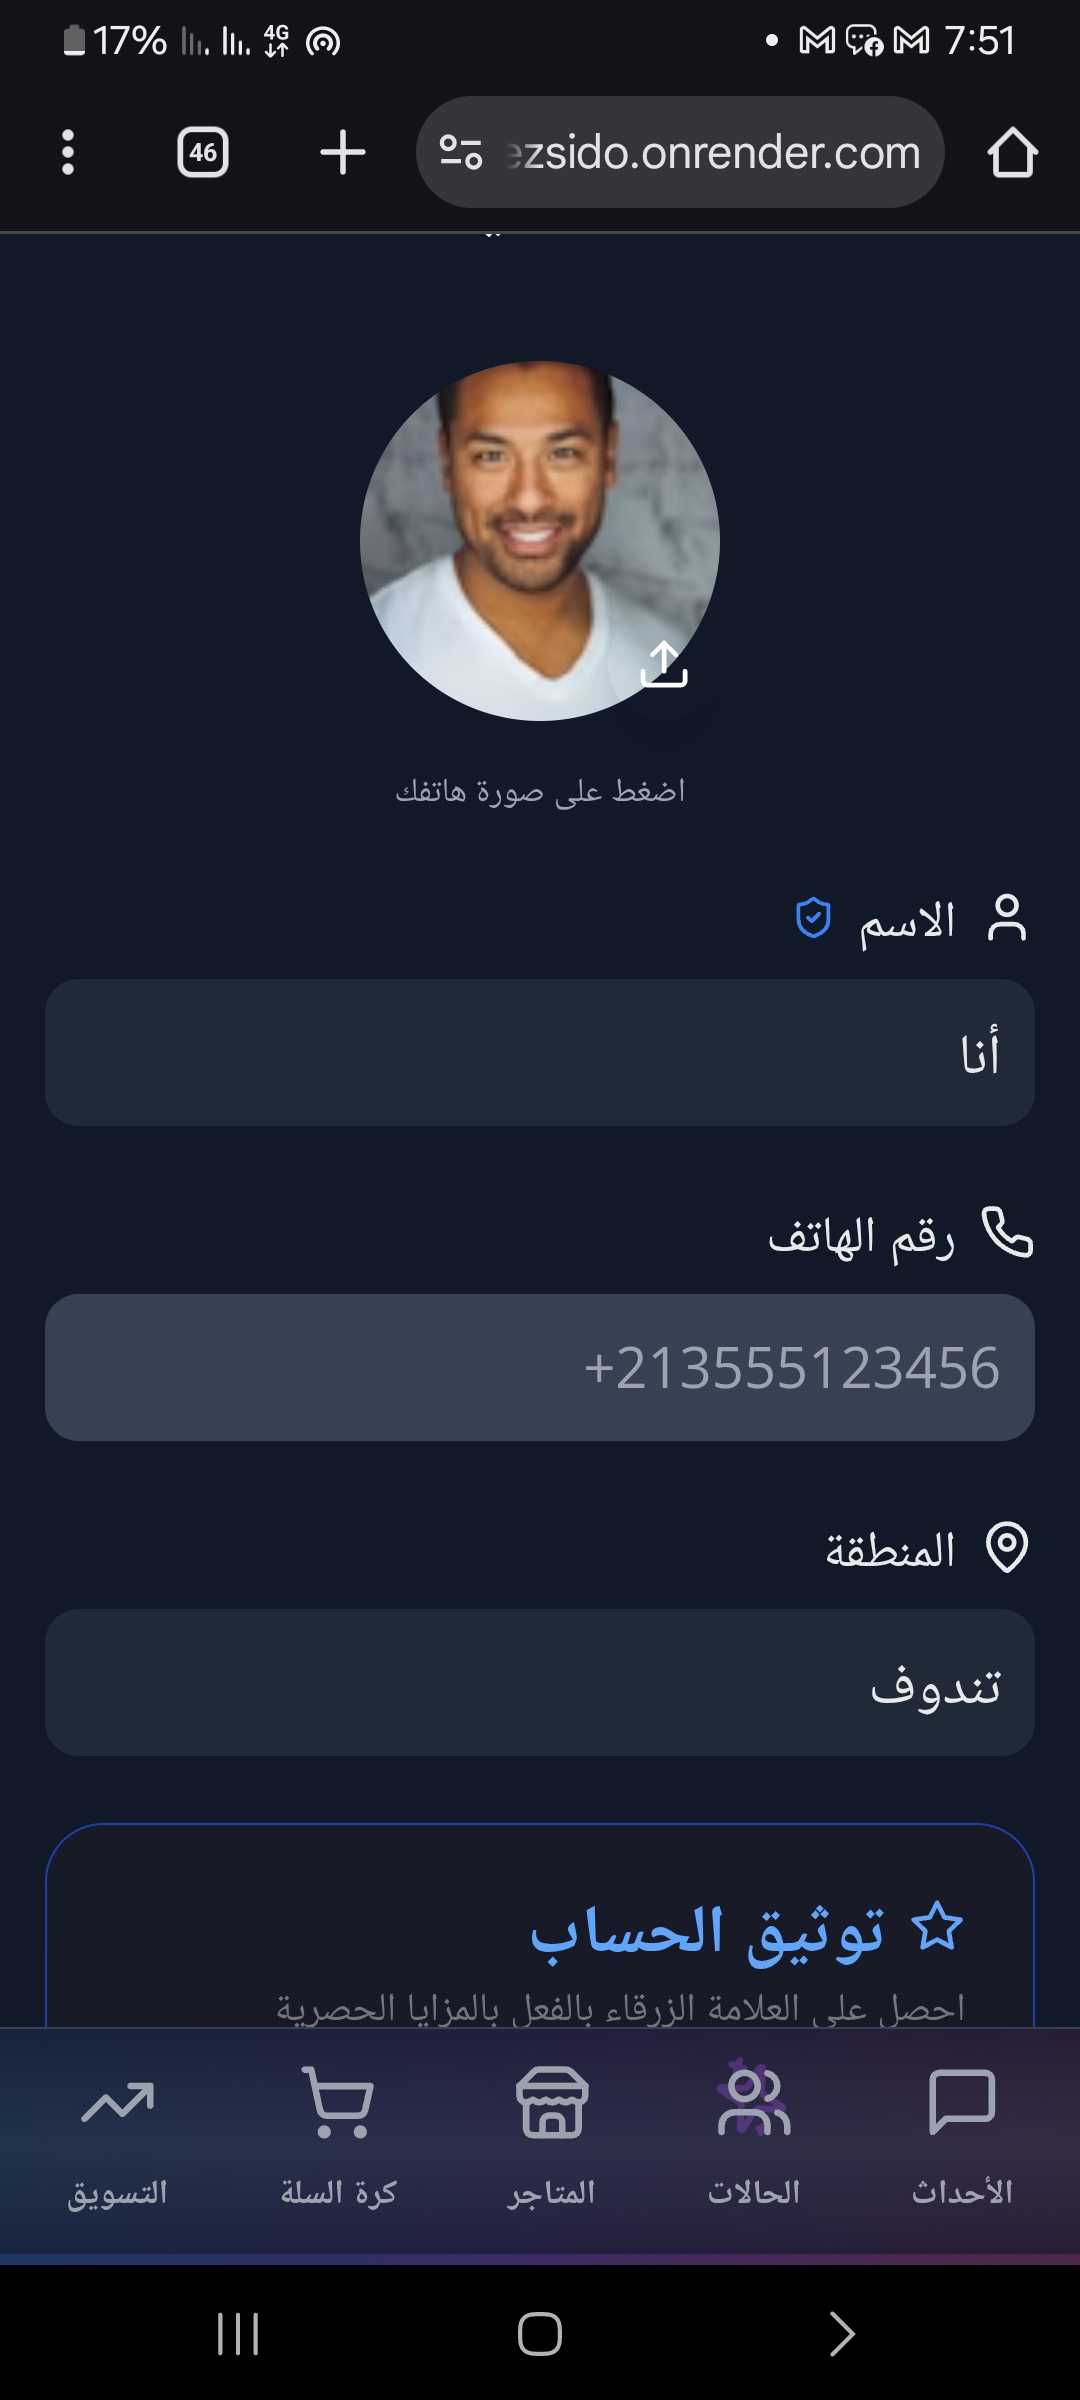 17% 4G 7:51
46 ezsido.onrender.com
اضغط على صورة هاتفك
الاسم
أنا
رقم الهاتف
+213555123456
المنطقة
تندوف
توثيق الحساب
احصل على العلامة الزرقاء بالفعل بالمزايا الحصرية
الأحداث
الحالات
المتاجر
كرة السلة
التسويق